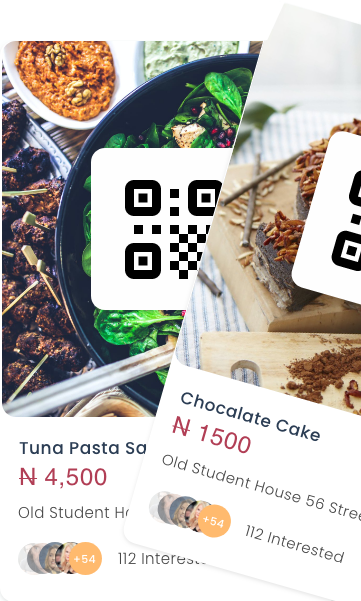 Tuna Pasta Sa
₦ 4,500
Old Student Ho
+54
112 Interest
Chocalate Cake
₦ 1500
Old Student House 56 Stree
+54
112 Interested